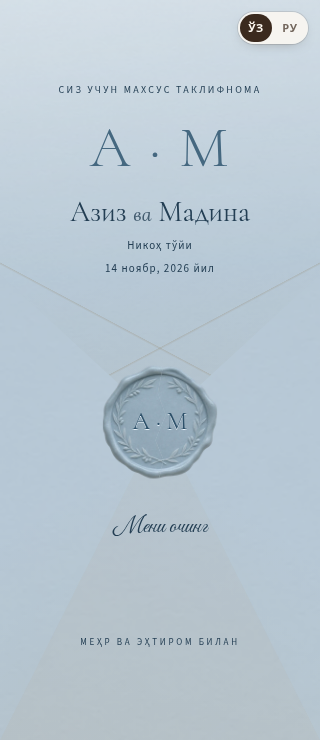 ЎЗ РУ
СИЗ УЧУН МАХСУС ТАКЛИФНОМА
А · М
Азиз ва Мадина
Никоҳ тўйи
14 ноябр, 2026 йил
А · М
Мени очинг
МЕҲР ВА ЭҲТИРОМ БИЛАН